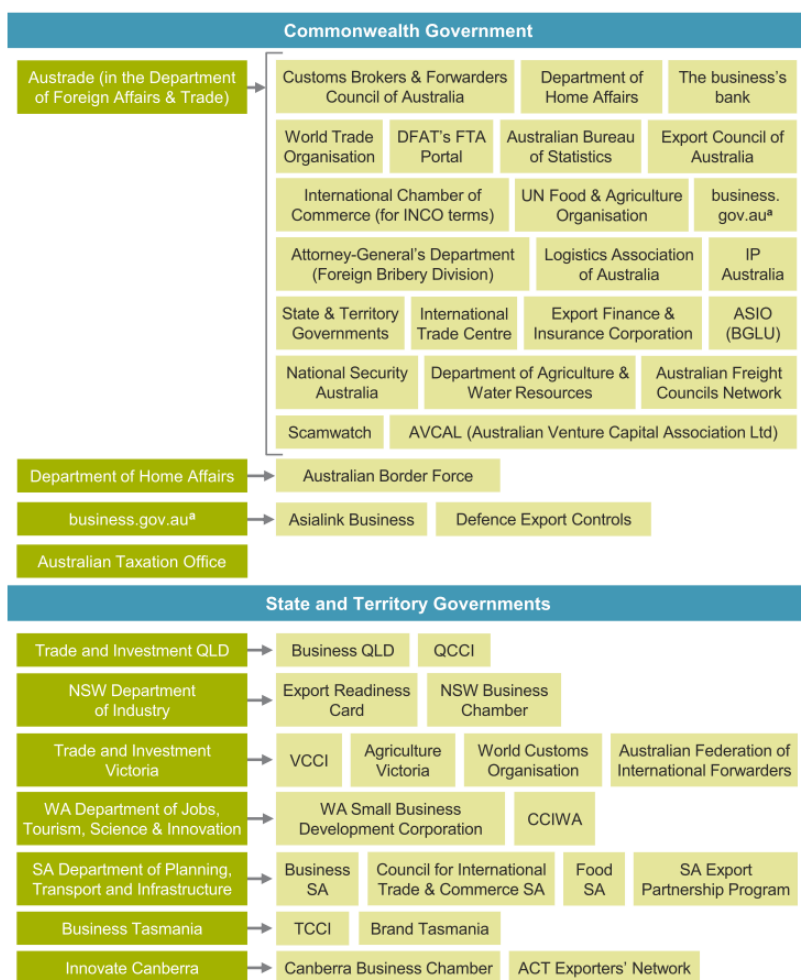 Commonwealth Government
Austrade (in the Department
of Foreign Affairs & Trade)
Customs Brokers & Forwarders
Council of Australia
Department of
Home Affairs
The business's
bank
World Trade
Organisation
DFAT's FTA
Portal
Australian Bureau
of Statistics
Export Council of
Australia
International Chamber of
Commerce (for INCO terms)
UN Food & Agriculture
Organisation
business.
gov.auᵃ
Attorney-General's Department
(Foreign Bribery Division)
Logistics Association
of Australia
IP
Australia
State & Territory
Governments
International
Trade Centre
Export Finance &
Insurance Corporation
ASIO
(BGLU)
National Security
Australia
Department of Agriculture &
Water Resources
Australian Freight
Councils Network
Scamwatch
AVCAL (Australian Venture Capital Association Ltd)
Department of Home Affairs
Australian Border Force
business.gov.auᵃ
Asialink Business
Defence Export Controls
Australian Taxation Office
State and Territory Governments
Trade and Investment QLD
Business QLD
QCCI
NSW Department
of Industry
Export Readiness
Card
NSW Business
Chamber
Trade and Investment
Victoria
VCCI
Agriculture
Victoria
World Customs
Organisation
Australian Federation of
International Forwarders
WA Department of Jobs,
Tourism, Science & Innovation
WA Small Business
Development Corporation
CCIWA
SA Department of Planning,
Transport and Infrastructure
Business
SA
Council for International
Trade & Commerce SA
Food
SA
SA Export
Partnership Program
Business Tasmania
TCCI
Brand Tasmania
Innovate Canberra
Canberra Business Chamber
ACT Exporters' Network